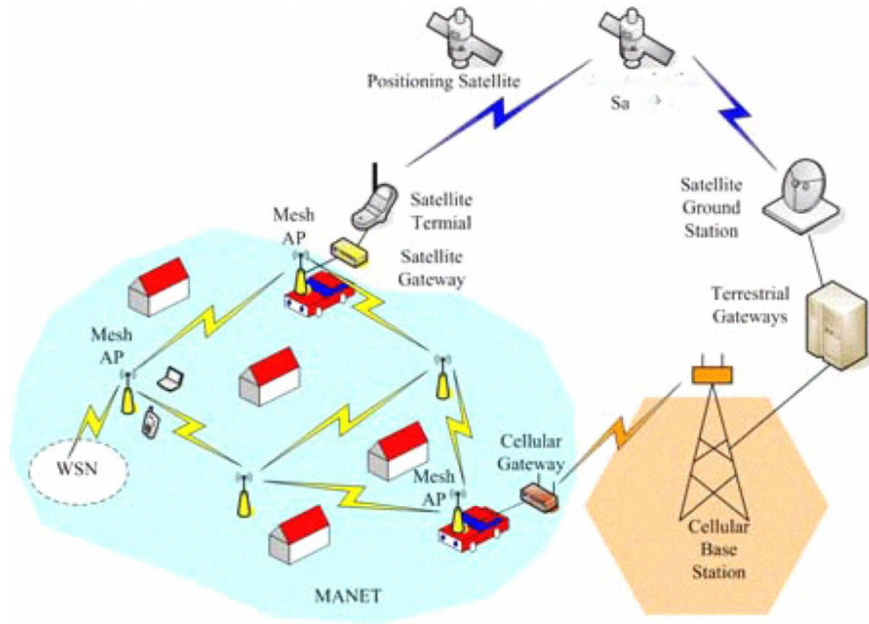 Positioning Satellite
Sa
Satellite
Termial
Mesh
AP
Satellite
Gateway
Satellite
Ground
Station
Terrestrial
Gateways
Mesh
AP
WSN
Cellular
Gateway
Mesh
AP
Cellular
Base
Station
MANET